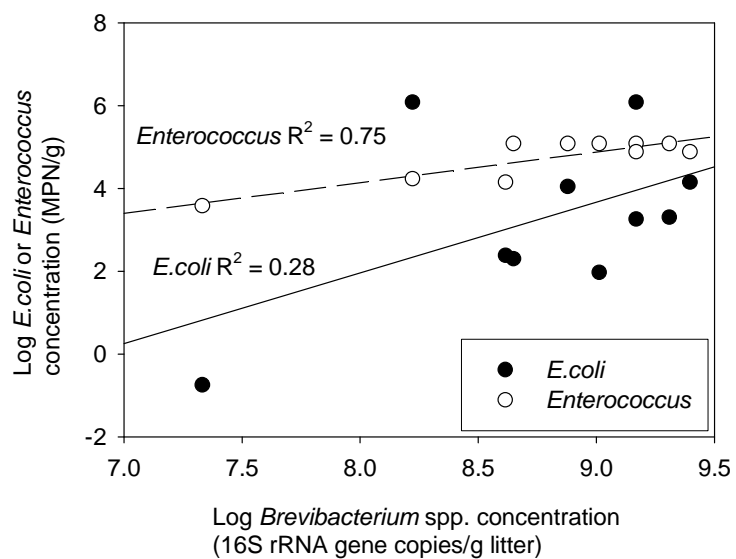 Log E.coli or Enterococcus
concentration (MPN/g)
8
6
4
2
0
-2
Enterococcus R² = 0.75
E.coli R² = 0.28
E.coli
Enterococcus
7.0 7.5 8.0 8.5 9.0 9.5
Log Brevibacterium spp. concentration
(16S rRNA gene copies/g litter)